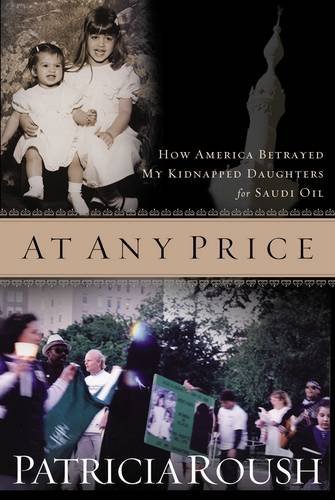 How America Betrayed
My Kidnapped Daughters
for Saudi Oil
At Any Price
Patricia Roush